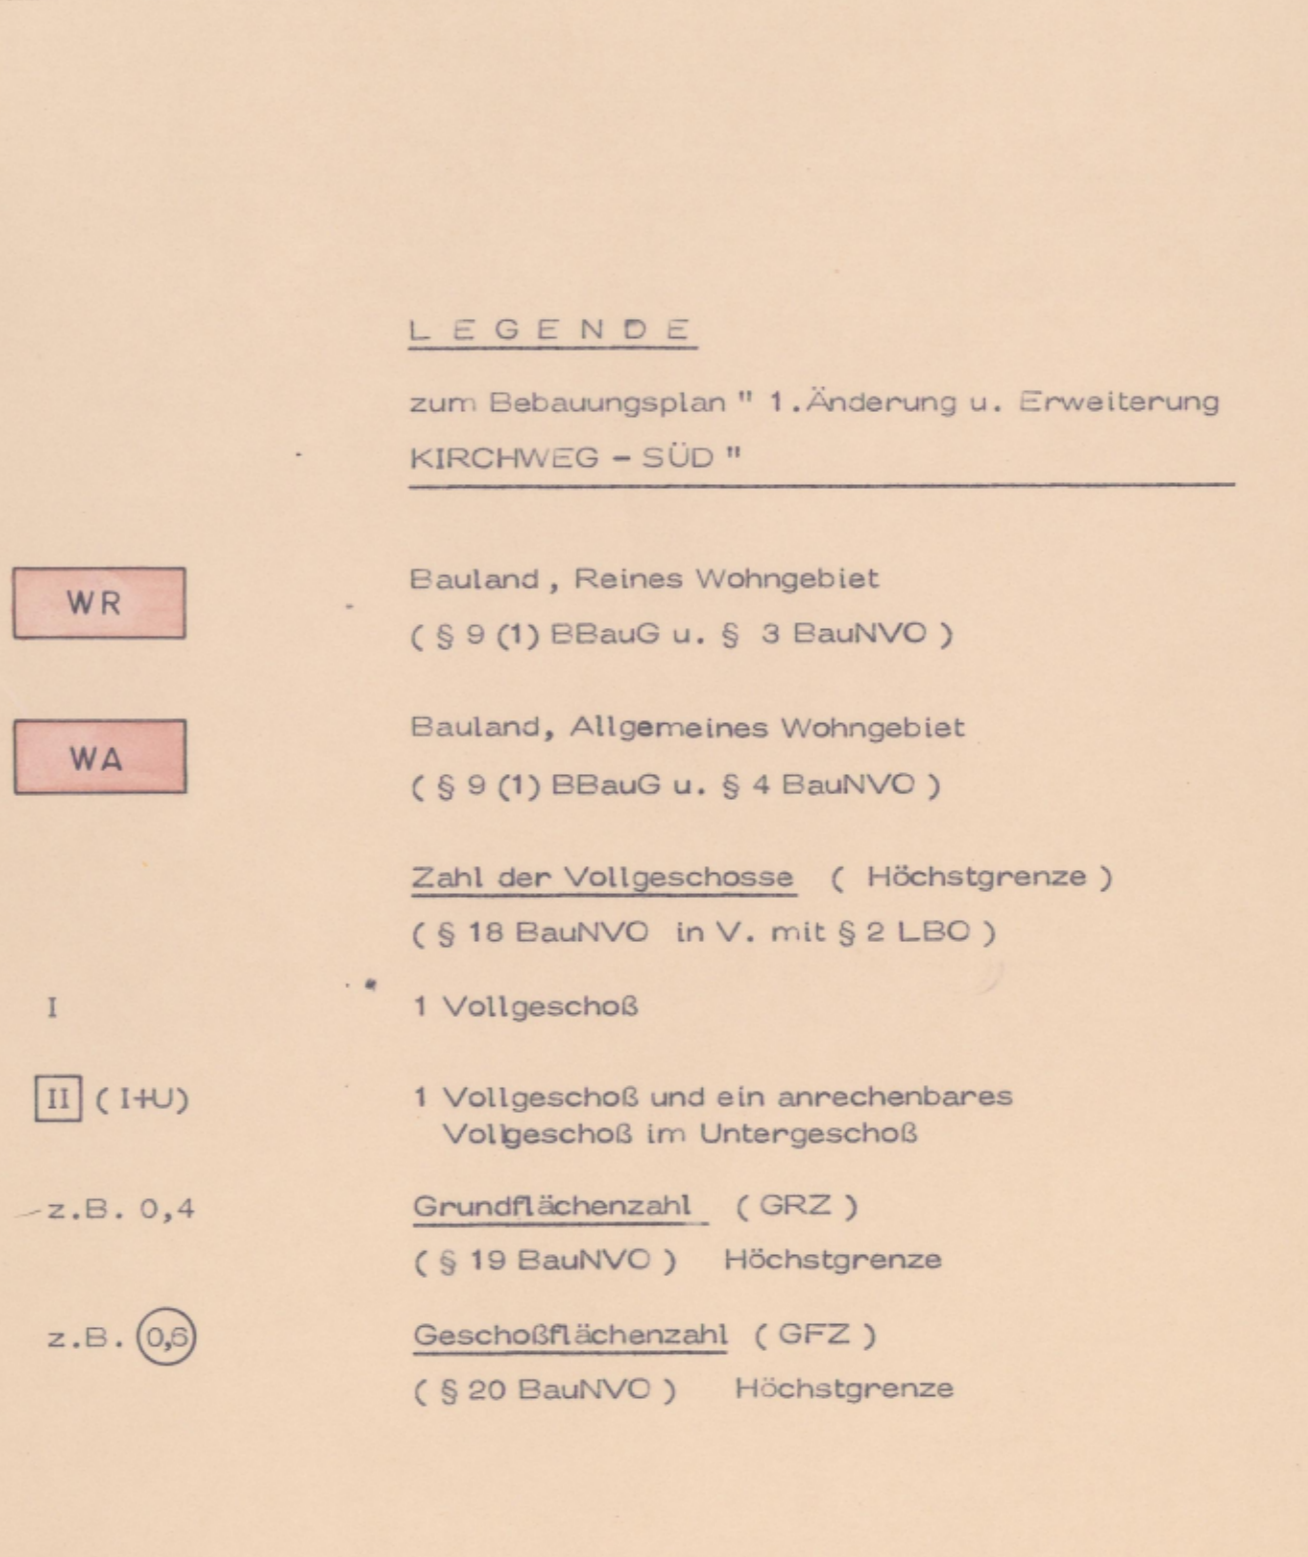 L E G E N D E
zum Bebauungsplan " 1.Änderung u. Erweiterung
KIRCHWEG - SÜD "
WR
Bauland , Reines Wohngebiet
( § 9 (1) BBauG u. § 3 BauNVO )
WA
Bauland, Allgemeines Wohngebiet
( § 9 (1) BBauG u. § 4 BauNVO )
Zahl der Vollgeschosse ( Höchstgrenze )
( § 18 BauNVO in V. mit § 2 LBO )
I 1 Vollgeschoß
II ( I+U) 1 Vollgeschoß und ein anrechenbares
Vollgeschoß im Untergeschoß
z.B. 0,4 Grundflächenzahl ( GRZ )
( § 19 BauNVO ) Höchstgrenze
z.B. 0,6 Geschoßflächenzahl ( GFZ )
( § 20 BauNVO ) Höchstgrenze